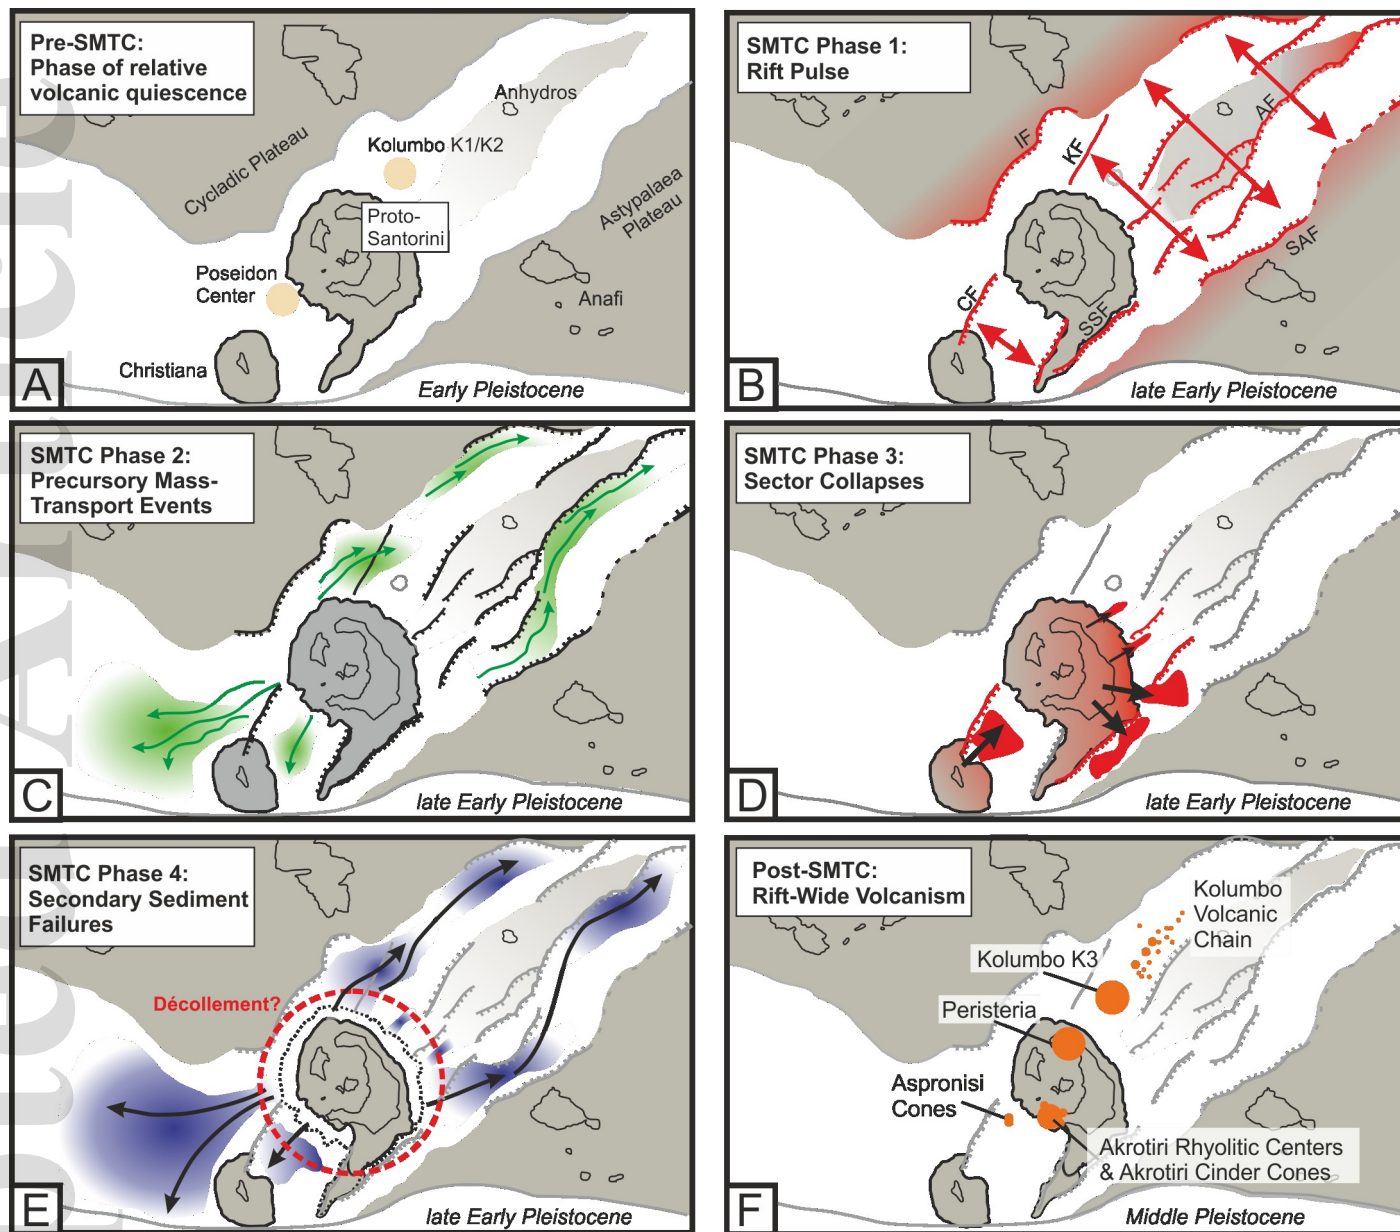 Pre-SMTC:
Phase of relative
volcanic quiescence
Anhydros
Cycladic Plateau
Kolumbo K1/K2
Proto-
Santorini
Astypalaea
Plateau
Poseidon
Center
Anafi
Christiana
Early Pleistocene
A
SMTC Phase 1:
Rift Pulse
IF
KF
AF
SAF
CF
SSF
late Early Pleistocene
B
SMTC Phase 2:
Precursory Mass-
Transport Events
late Early Pleistocene
C
SMTC Phase 3:
Sector Collapses
late Early Pleistocene
D
SMTC Phase 4:
Secondary Sediment
Failures
Décollement?
late Early Pleistocene
E
Post-SMTC:
Rift-Wide Volcanism
Kolumbo
Volcanic
Chain
Kolumbo K3
Peristeria
Aspronisi
Cones
Akrotiri Rhyolitic Centers
& Akrotiri Cinder Cones
Middle Pleistocene
F